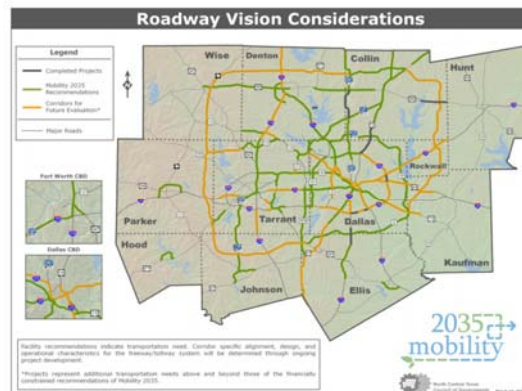 Roadway Vision Considerations
Legend
Completed Projects
Mobility 2035
Recommendations
Corridors for
Future Evaluation*
Major Roads
Wise
Denton
Collin
Hunt
Rockwall
Parker
Tarrant
Dallas
Hood
Johnson
Ellis
Kaufman
Fort Worth CBD
Dallas CBD
Facility recommendations indicate transportation need. Corridor specific alignment, design, and
operational characteristics for the freeway/tollway system will be determined through ongoing
project development.
*Projects represent additional transportation needs above and beyond those of the financially
constrained recommendations of Mobility 2035.
2035
mobility
North Central Texas
Council of Governments